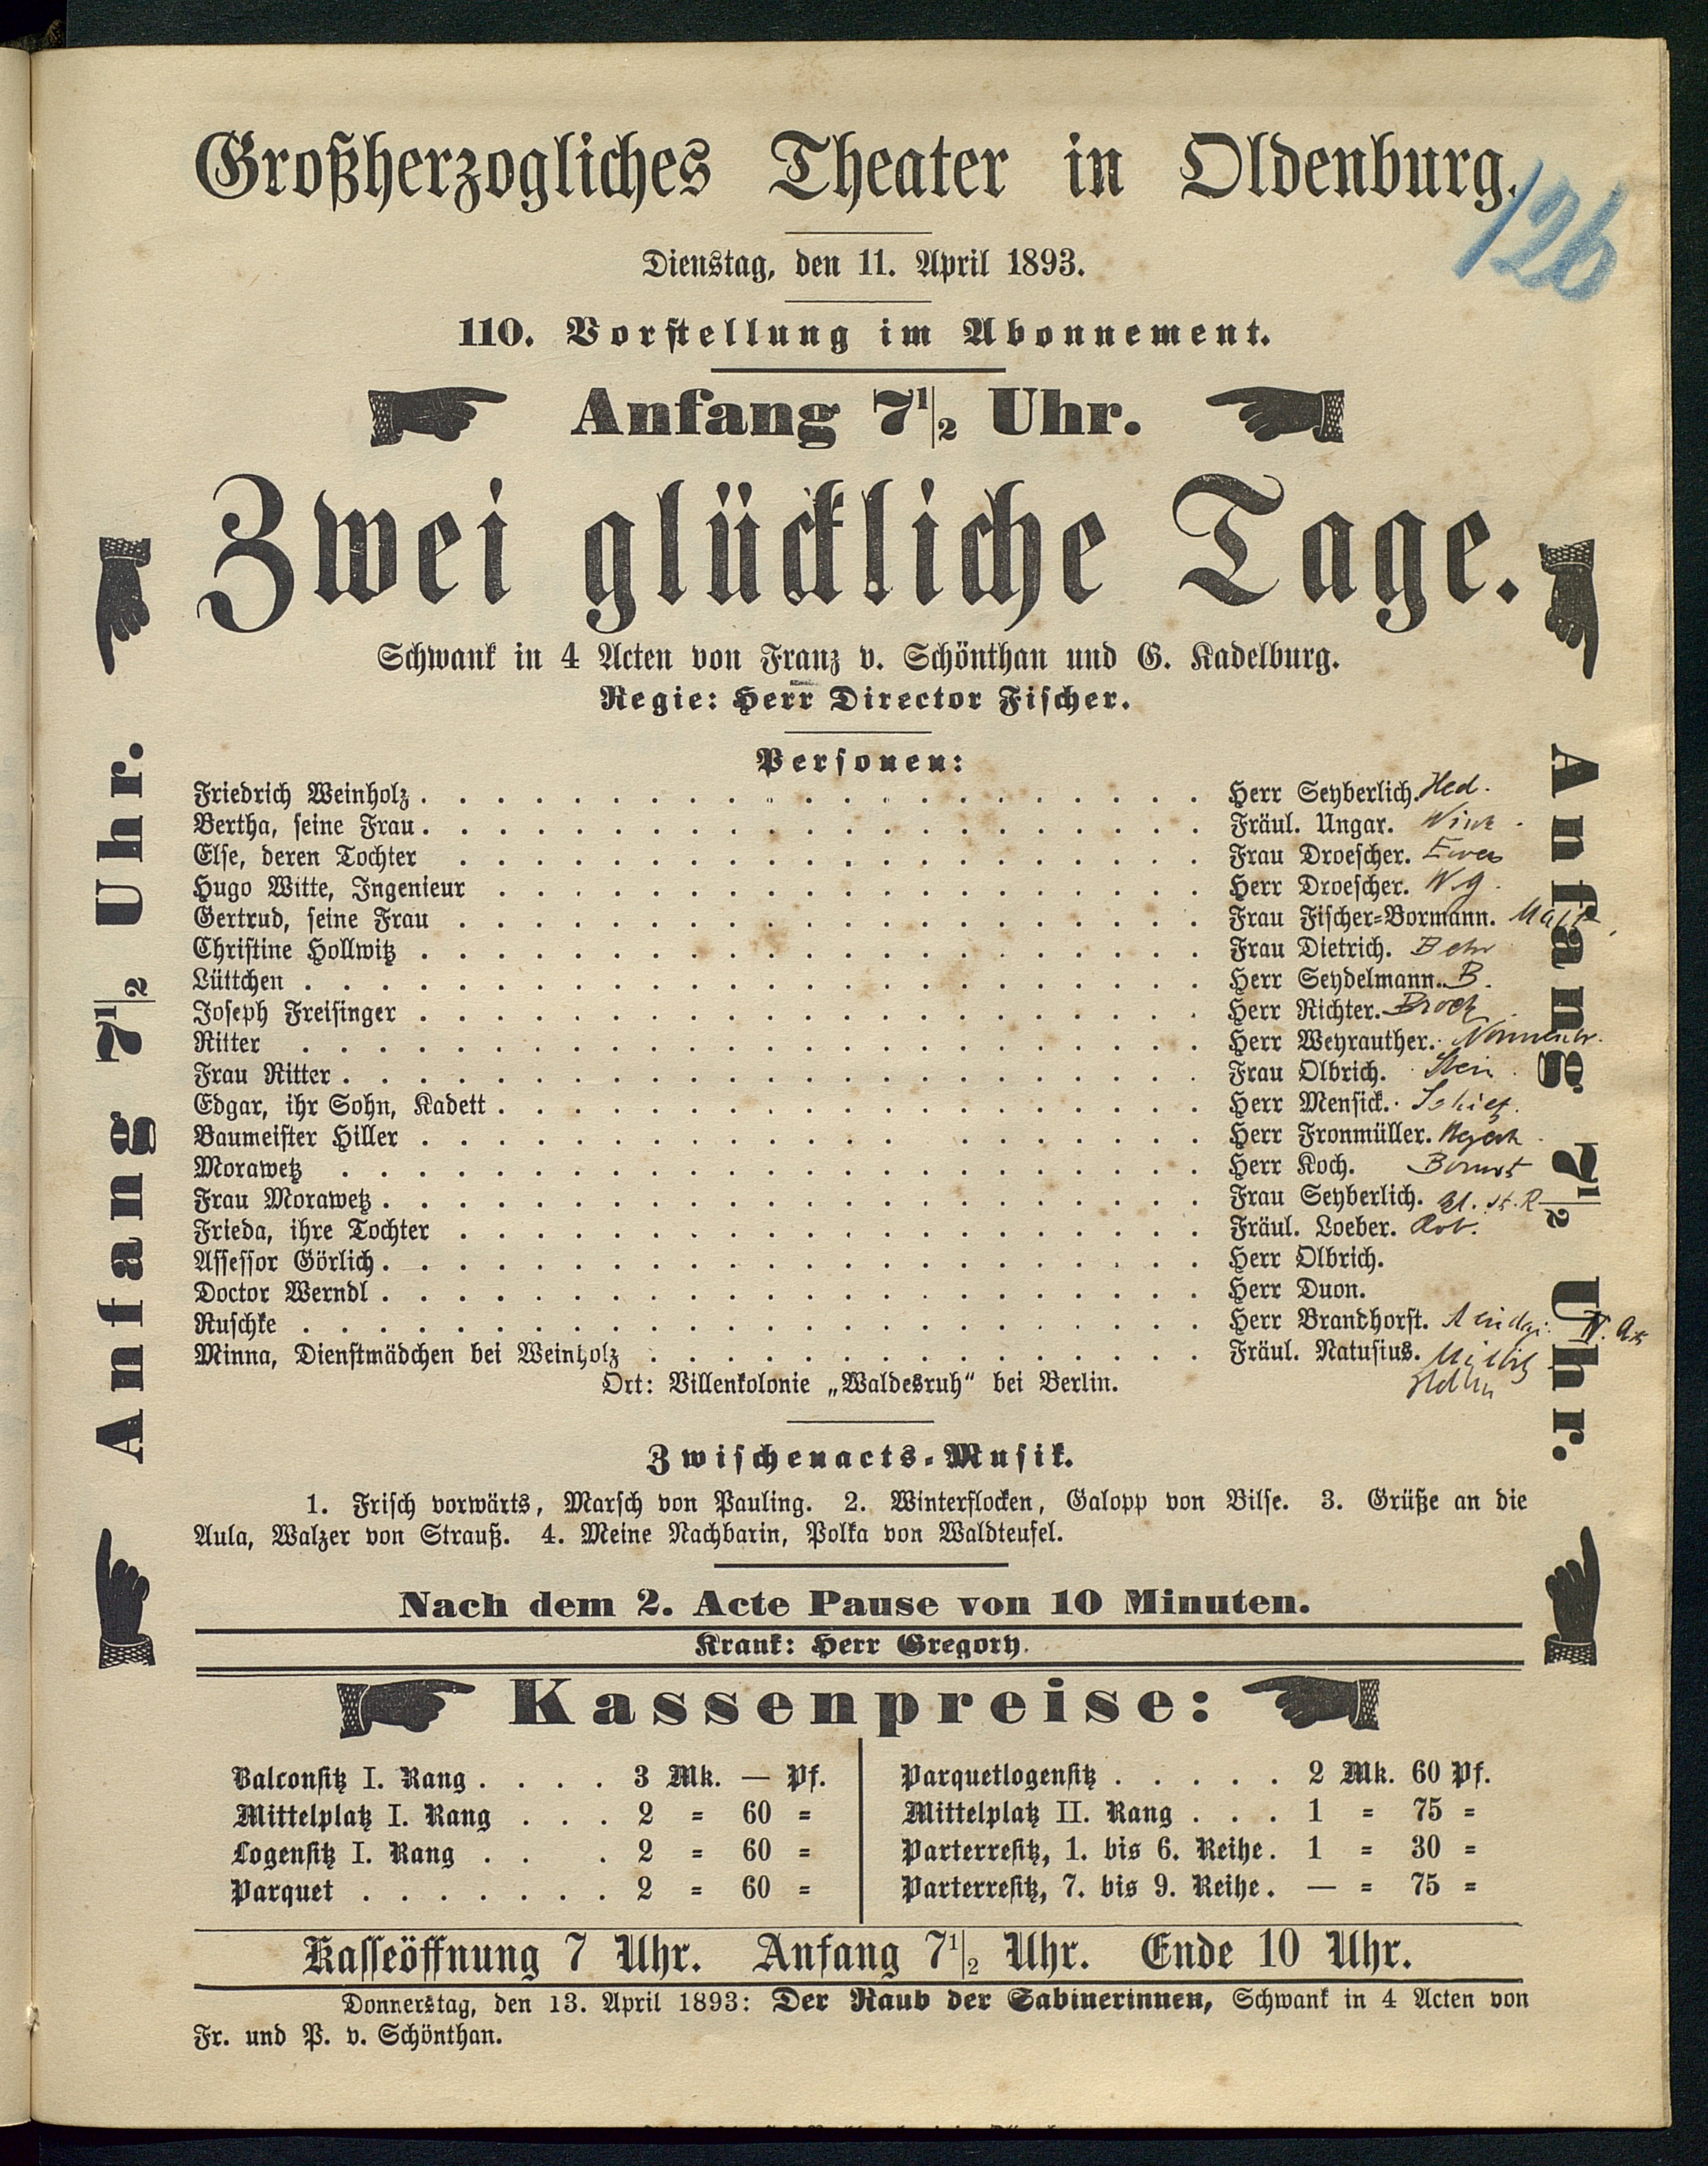 Großherzogliches Theater in Oldenburg.
126
Dienstag, den 11. April 1893.
110. Vorstellung im Abonnement.
Anfang 7 1/2 Uhr.
Zwei glückliche Tage.
Schwank in 4 Acten von Franz v. Schönthan und G. Kadelburg.
Regie: Herr Director Fischer.
Anfang 7 1/2 Uhr.
Anfang 7 1/2 Uhr.
Personen:
Friedrich Weinholz . . . . . Herr Seyberlich. Hed.
Bertha, seine Frau . . . . . Fräul. Ungar.
Else, deren Tochter . . . . . Frau Droescher.
Hugo Witte, Ingenieur . . . . . Herr Droescher.
Gertrud, seine Frau . . . . . Frau Fischer=Bormann.
Christine Hollwitz . . . . . Frau Dietrich. Behr
Lüttchen . . . . . Herr Seydelmann. B.
Joseph Freisinger . . . . . Herr Richter. Brock
Ritter . . . . . Herr Weyrauther.
Frau Ritter . . . . . Frau Olbrich.
Edgar, ihr Sohn, Kadett . . . . . Herr Mensick.
Baumeister Hiller . . . . . Herr Fronmüller.
Morawetz . . . . . Herr Koch.
Frau Morawetz . . . . . Frau Seyberlich.
Frieda, ihre Tochter . . . . . Fräul. Loeber.
Assessor Görlich . . . . . Herr Olbrich.
Doctor Werndl . . . . . Herr Duon.
Ruschke . . . . . Herr Brandhorst.
Minna, Dienstmädchen bei Weinholz . . . . . Fräul. Natusius.
Ort: Villenkolonie „Waldesruh“ bei Berlin.
Zwischenacts-Musik.
1. Frisch vorwärts, Marsch von Pauling. 2. Winterflocken, Galopp von Bilse. 3. Grüße an die
Aula, Walzer von Strauß. 4. Meine Nachbarin, Polka von Waldteufel.
Nach dem 2. Acte Pause von 10 Minuten.
Krank: Herr Gregory.
Kassenpreise:
Balconsitz I. Rang . . . . 3 Mk. — Pf.
Mittelplatz I. Rang . . . 2 = 60 =
Logensitz I. Rang . . . 2 = 60 =
Parquet . . . . . . . 2 = 60 =
Parquetlogensitz . . . . . 2 Mk. 60 Pf.
Mittelplatz II. Rang . . . 1 = 75 =
Parterresitz, 1. bis 6. Reihe. 1 = 30 =
Parterresitz, 7. bis 9. Reihe. — = 75 =
Kasseöffnung 7 Uhr. Anfang 7 1/2 Uhr. Ende 10 Uhr.
Donnerstag, den 13. April 1893: Der Raub der Sabinerinnen, Schwank in 4 Acten von
Fr. und P. v. Schönthan.